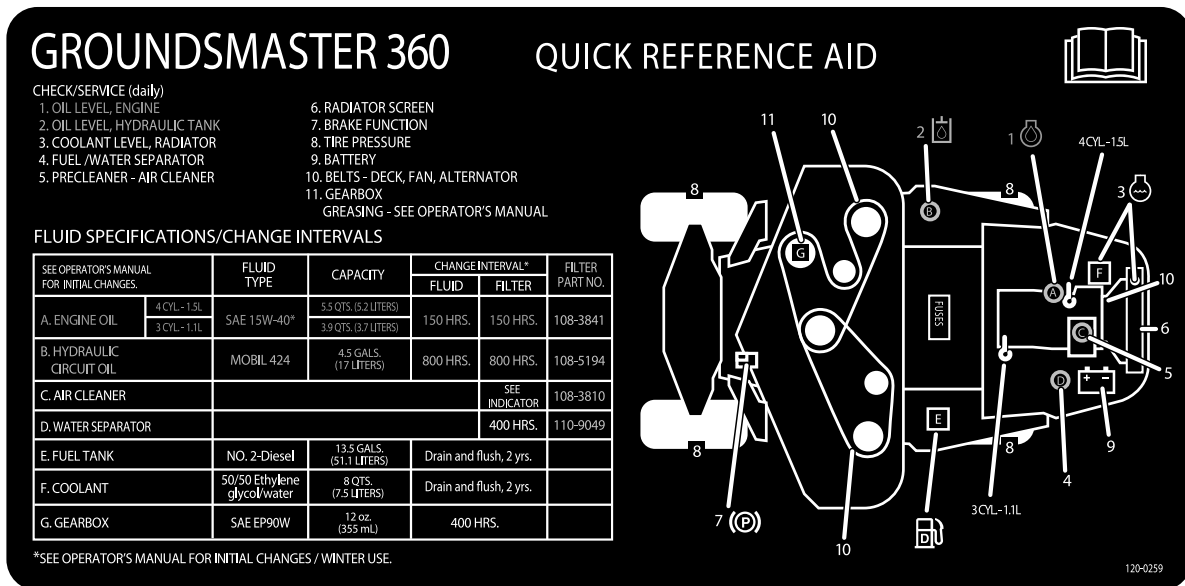 GROUNDSMASTER 360
QUICK REFERENCE AID
CHECK/SERVICE (daily)
1. OIL LEVEL, ENGINE
2. OIL LEVEL, HYDRAULIC TANK
3. COOLANT LEVEL, RADIATOR
4. FUEL /WATER SEPARATOR
5. PRECLEANER - AIR CLEANER
6. RADIATOR SCREEN
7. BRAKE FUNCTION
8. TIRE PRESSURE
9. BATTERY
10. BELTS - DECK, FAN, ALTERNATOR
11. GEARBOX
GREASING - SEE OPERATOR'S MANUAL
FLUID SPECIFICATIONS/CHANGE INTERVALS
SEE OPERATOR'S MANUAL
FOR INITIAL CHANGES.
FLUID
TYPE
CAPACITY
CHANGE INTERVAL*
FLUID
FILTER
FILTER
PART NO.
A. ENGINE OIL
4 CYL. - 1.5L
3 CYL. - 1.1L
SAE 15W-40*
5.5 QTS. (5.2 LITERS)
3.9 QTS. (3.7 LITERS)
150 HRS.
150 HRS.
108-3841
B. HYDRAULIC
CIRCUIT OIL
MOBIL 424
4.5 GALS.
(17 LITERS)
800 HRS.
800 HRS.
108-5194
C. AIR CLEANER
SEE
INDICATOR
108-3810
D. WATER SEPARATOR
400 HRS.
110-9049
E. FUEL TANK
NO. 2-Diesel
13.5 GALS.
(51.1 LITERS)
Drain and flush, 2 yrs.
F. COOLANT
50/50 Ethylene
glycol/water
8 QTS.
(7.5 LITERS)
Drain and flush, 2 yrs.
G. GEARBOX
SAE EP90W
12 oz.
(355 mL)
400 HRS.
*SEE OPERATOR'S MANUAL FOR INITIAL CHANGES / WINTER USE.
11
10
2
1
4 CYL. - 1.5L
8
8
3
B
G
F
A
10
FUSES
6
C
5
D
+ -
E
8
8
9
4
3 CYL. - 1.1L
7
P
D
10
120-0259